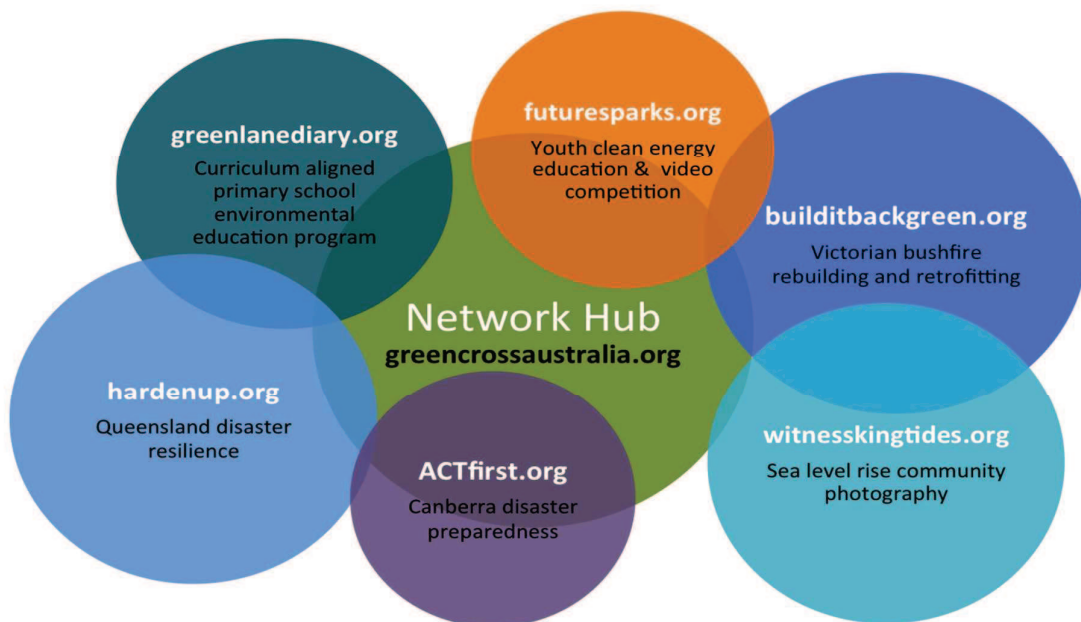 greenlanediary.org
Curriculum aligned
primary school
environmental
education program
futuresparks.org
Youth clean energy
education & video
competition
builditbackgreen.org
Victorian bushfire
rebuilding and retrofitting
Network Hub
greencrossaustralia.org
hardenup.org
Queensland disaster
resilience
ACTfirst.org
Canberra disaster
preparedness
witnesskingtides.org
Sea level rise community
photography